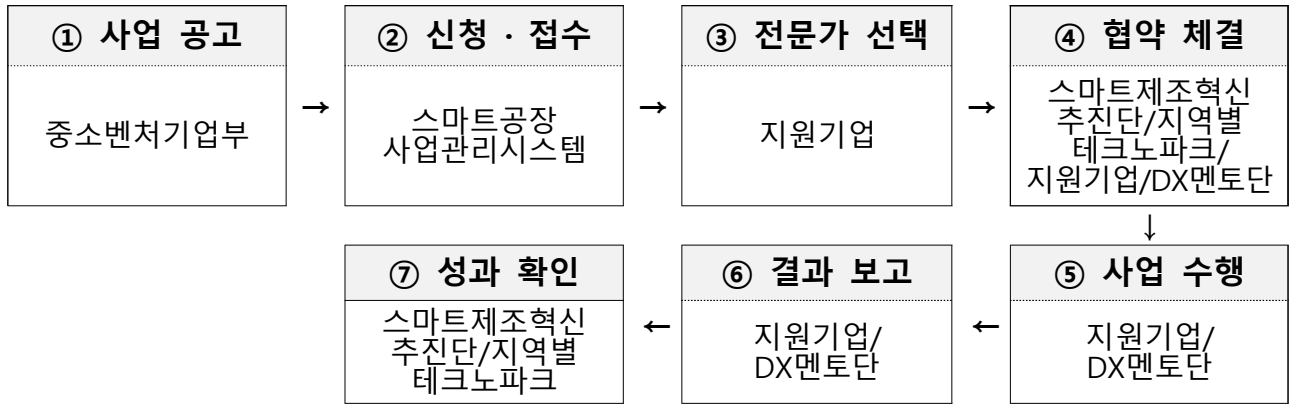 ① 사업 공고
중소벤처기업부
→
② 신청 · 접수
스마트공장
사업관리시스템
→
③ 전문가 선택
지원기업
→
④ 협약 체결
스마트제조혁신
추진단/지역별
테크노파크/
지원기업/DX멘토단
↓
⑤ 사업 수행
지원기업/
DX멘토단
←
⑥ 결과 보고
지원기업/
DX멘토단
←
⑦ 성과 확인
스마트제조혁신
추진단/지역별
테크노파크